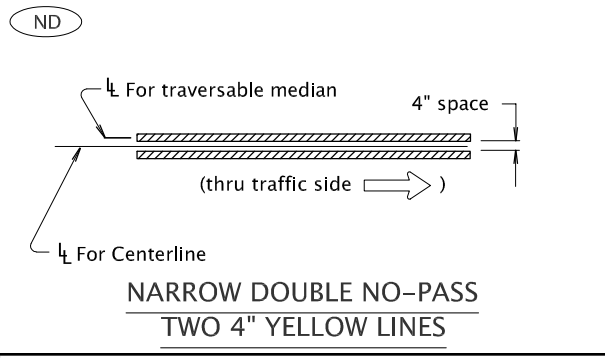 ND
℄ For traversable median
4" space
(thru traffic side )
℄ For Centerline
NARROW DOUBLE NO-PASS
TWO 4" YELLOW LINES